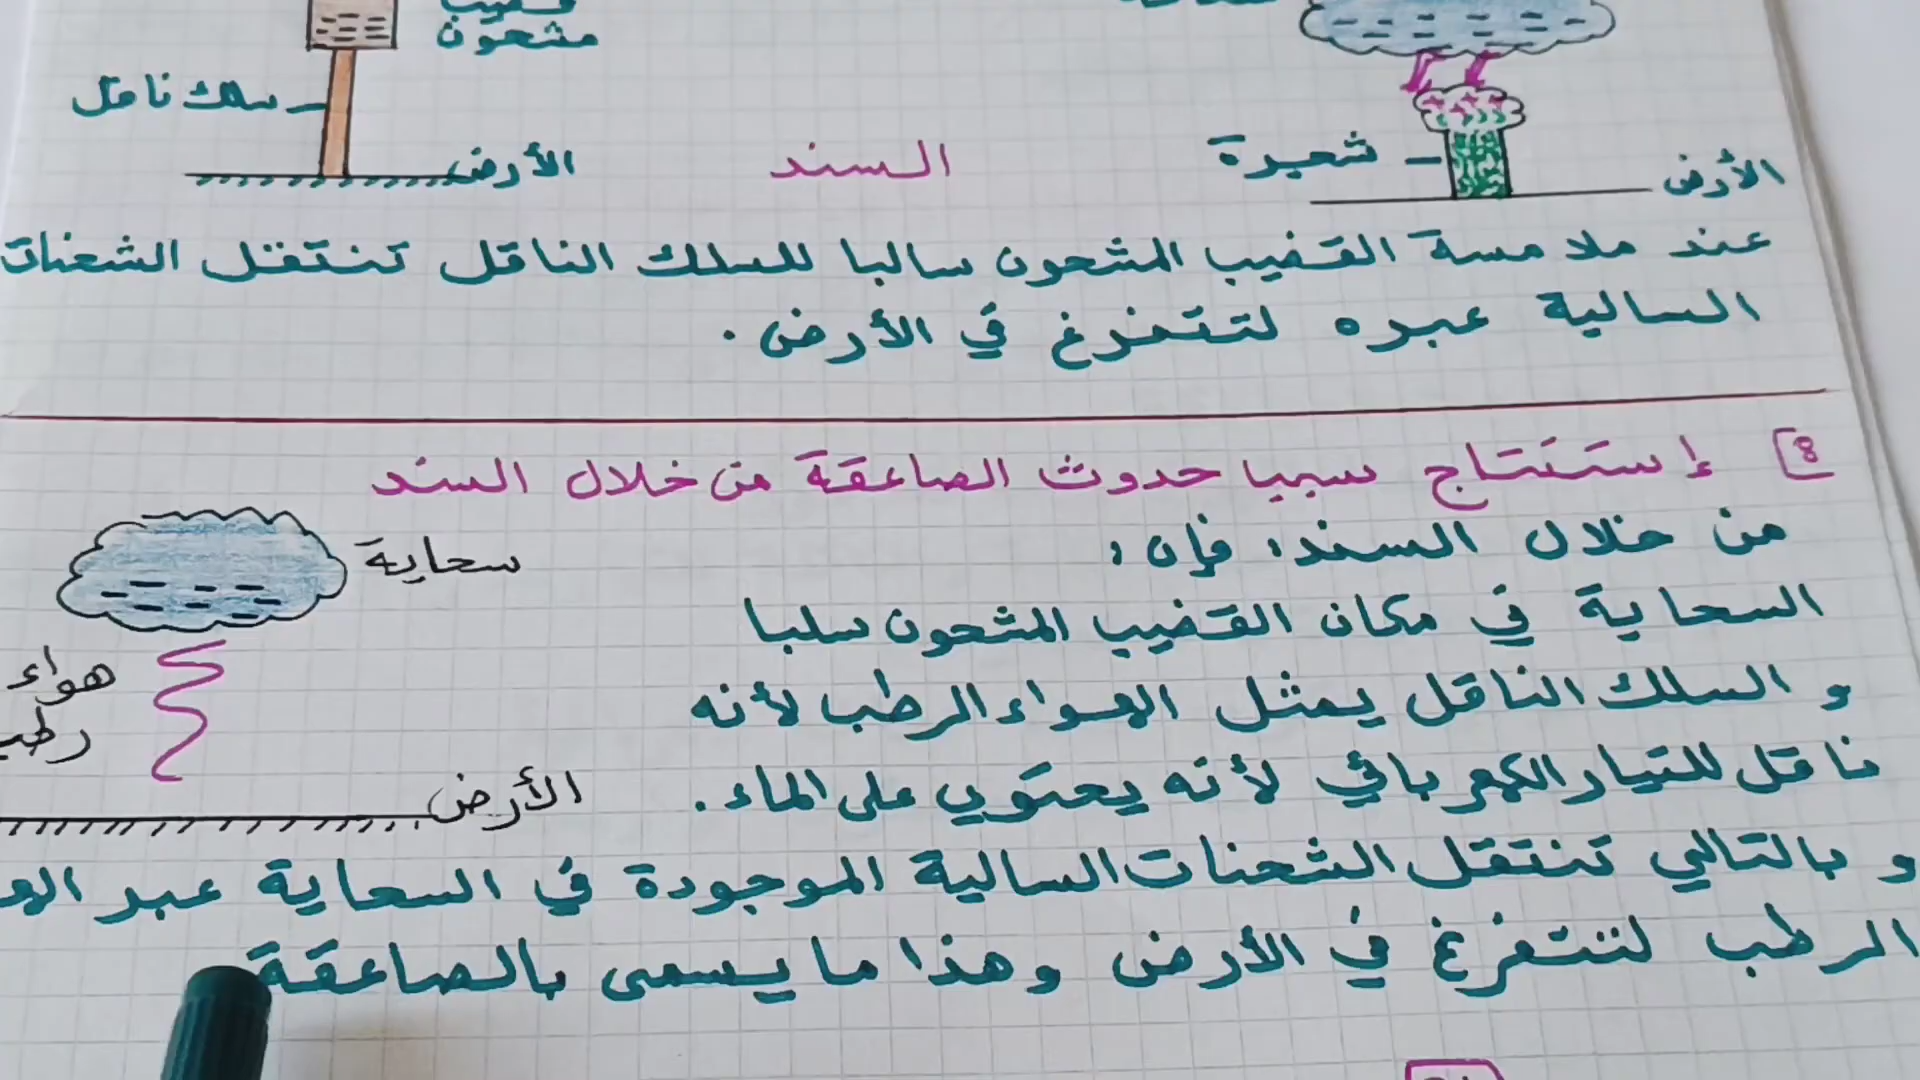 مشحون
سلك ناقل
الأرض
السند
شجيرة
الأرض
عند ملامسة القضيب المشحون سالبا للسلك الناقل تنتقل الشحنات
السالبة عبره لتتفرغ في الأرض.
8 إستنتاج سببا حدوث الصاعقة من خلال السند
من خلال السند، فإن:
سحابة
السحابة في مكان القضيب المشحون سلبا
هواء
و السلك الناقل يمثل الهواء الرطب لأنه
ناقل للتيار الكهربائي لأنه يحتوي على الماء.
الأرض
و بالتالي تنتقل الشحنات السالبة الموجودة في السحابة عبر
الرطب لتتفرغ في الأرض وهذا ما يسمى بالصاعقة